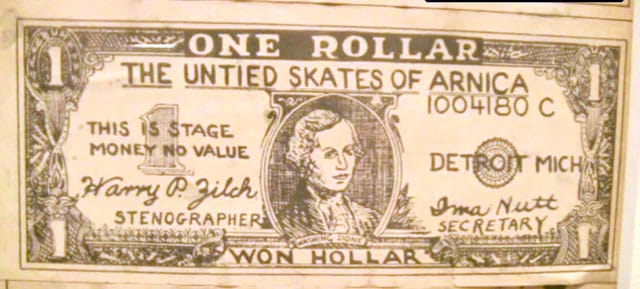 ONE ROLLAR
1
1
THE UNTIED SKATES OF ARNICA
1004180 C
THIS IS STAGE
MONEY NO VALUE
1
DETROIT MICH
Harry P. Zilch
STENOGRAPHER
Ima Nutt
SECRETARY
1
1
WON HOLLAR